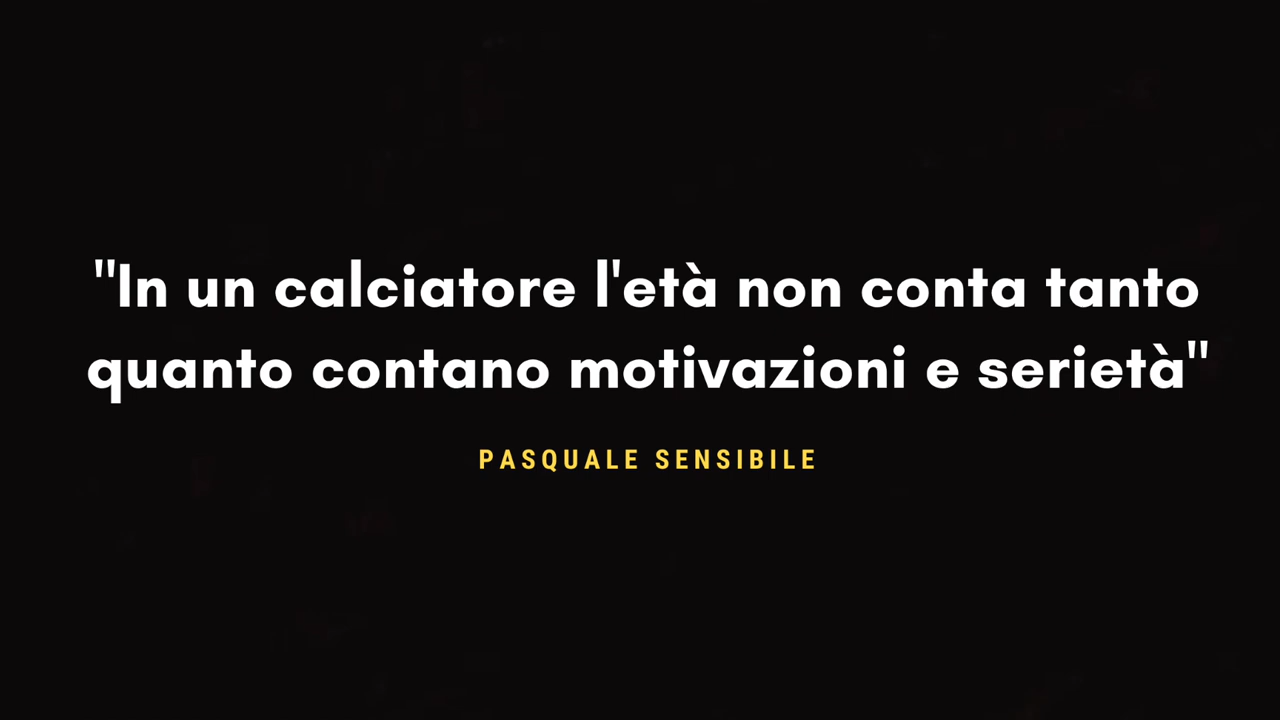 "In un calciatore l'età non conta tanto
quanto contano motivazioni e serietà"
PASQUALE SENSIBILE